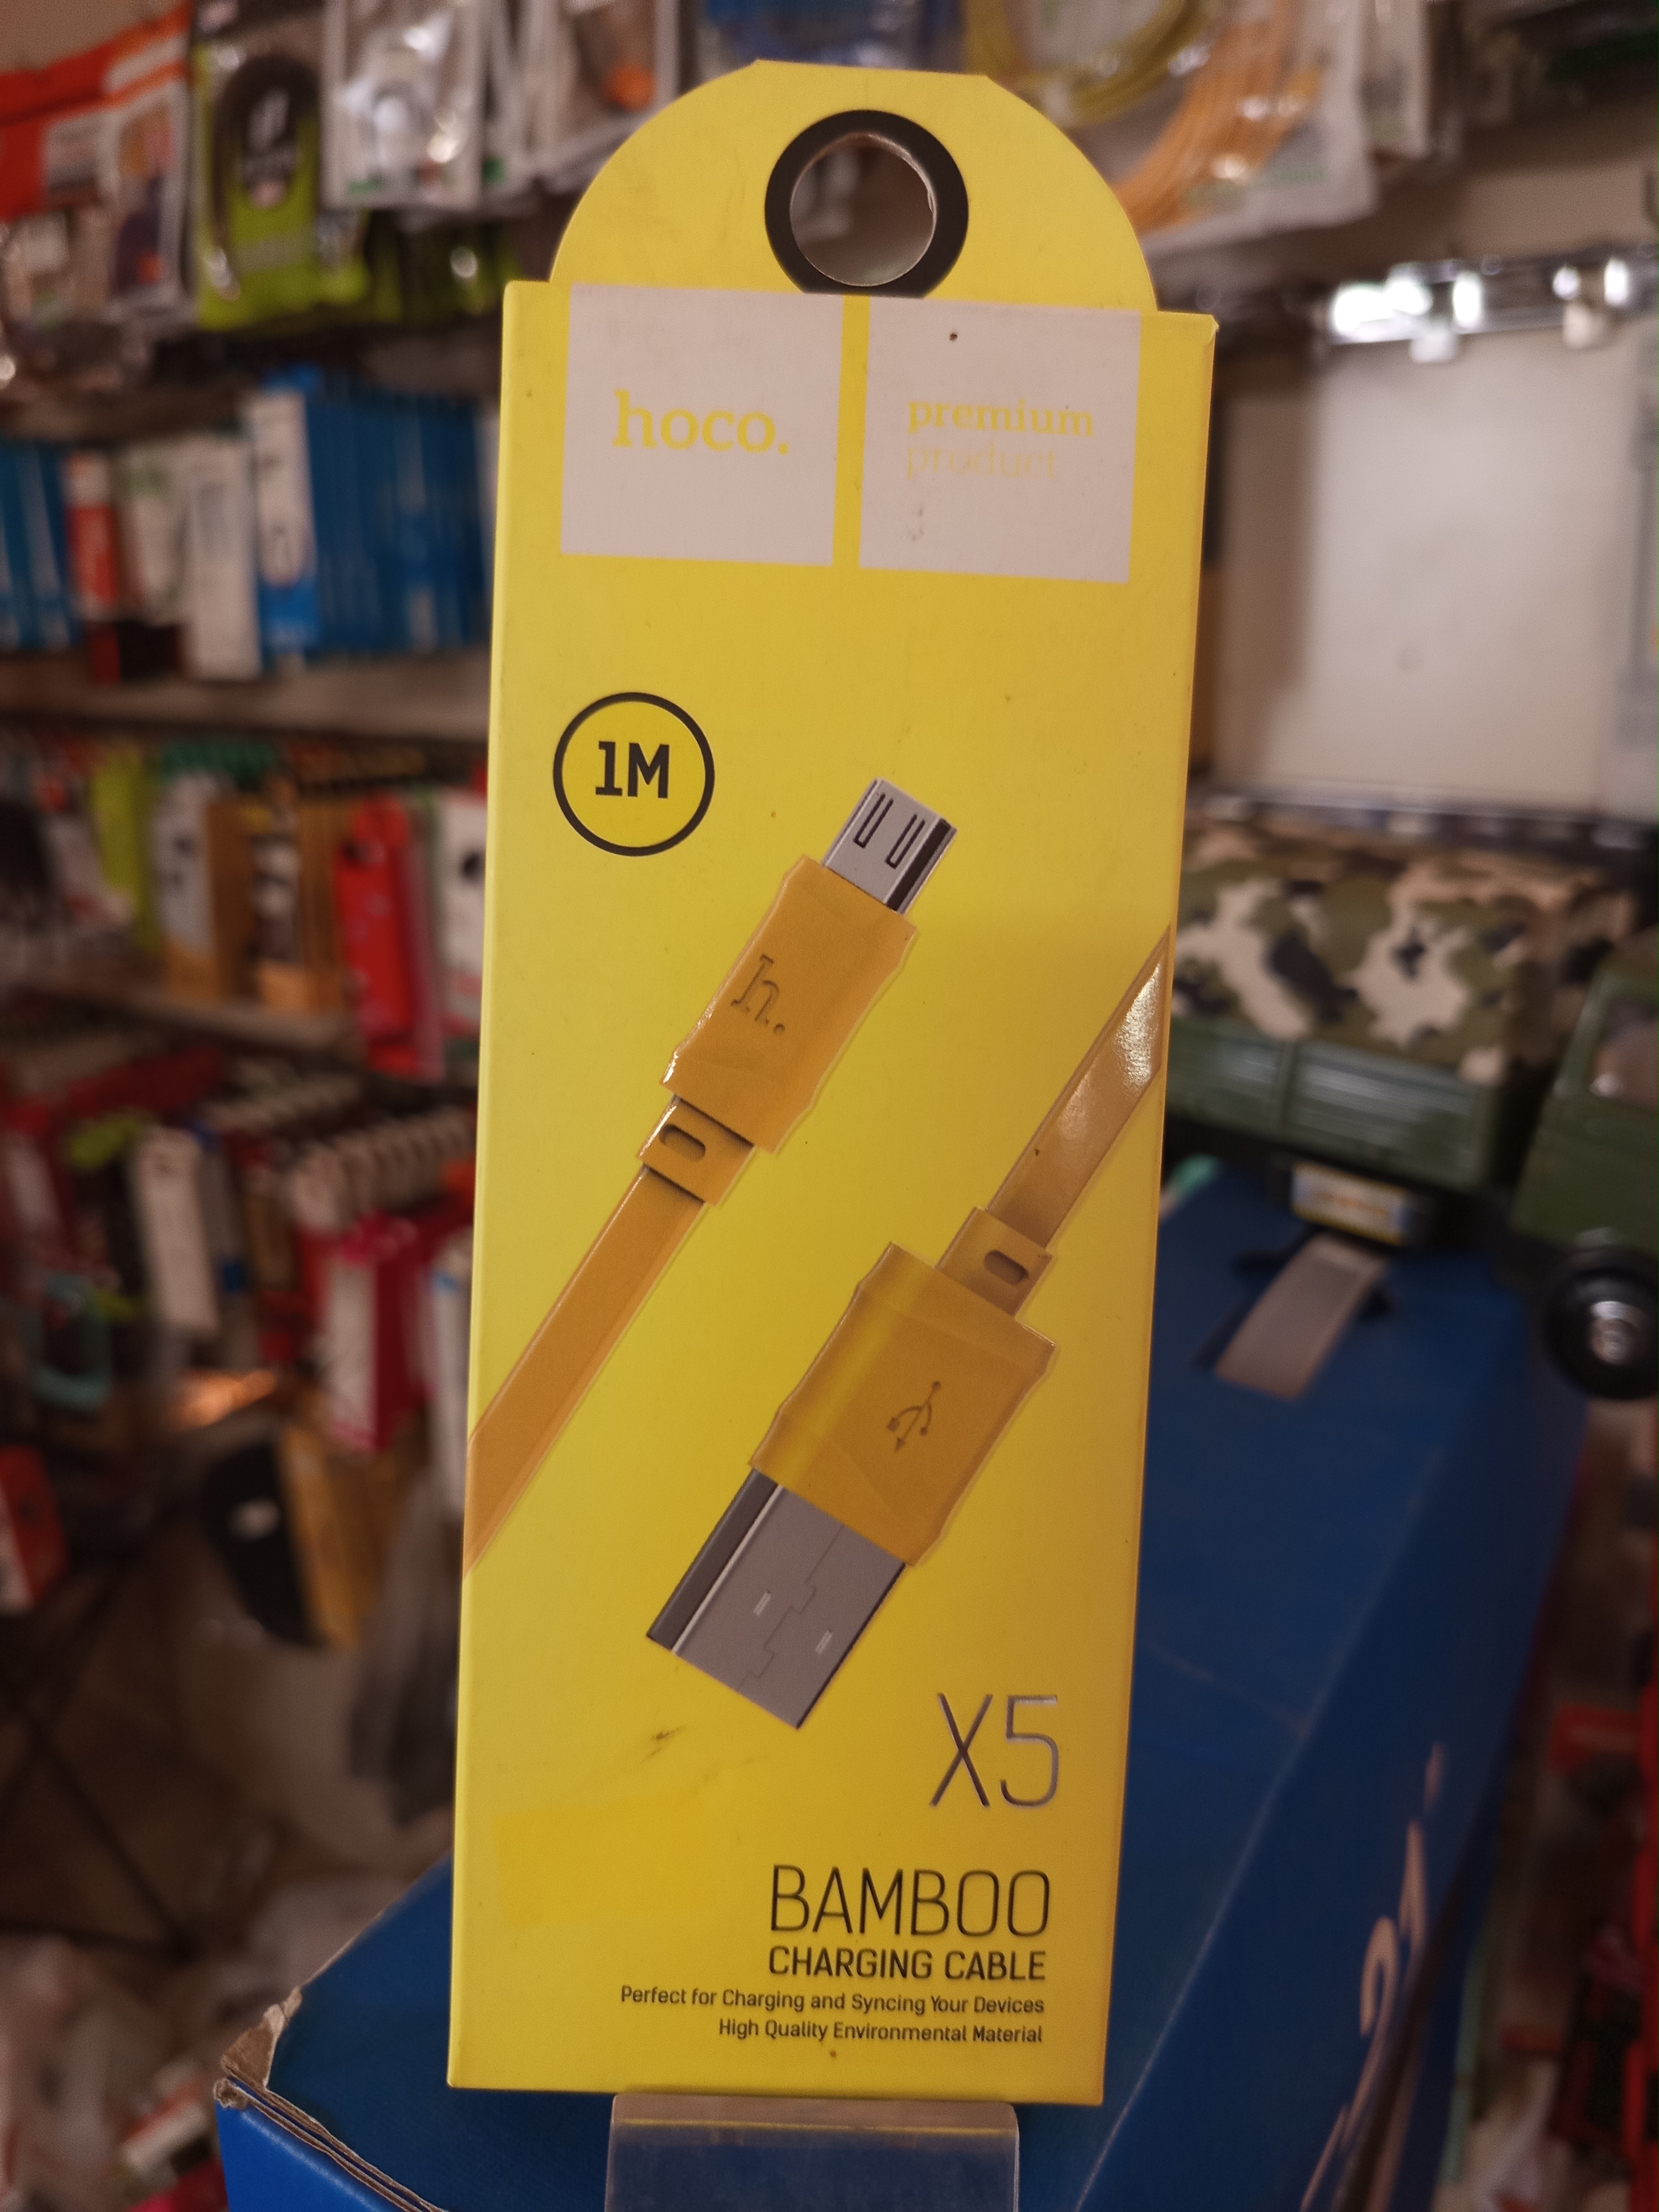 hoco.
premium
product
1M
h.
X5
BAMBOO
CHARGING CABLE
Perfect for Charging and Syncing Your Devices
High Quality Environmental Material